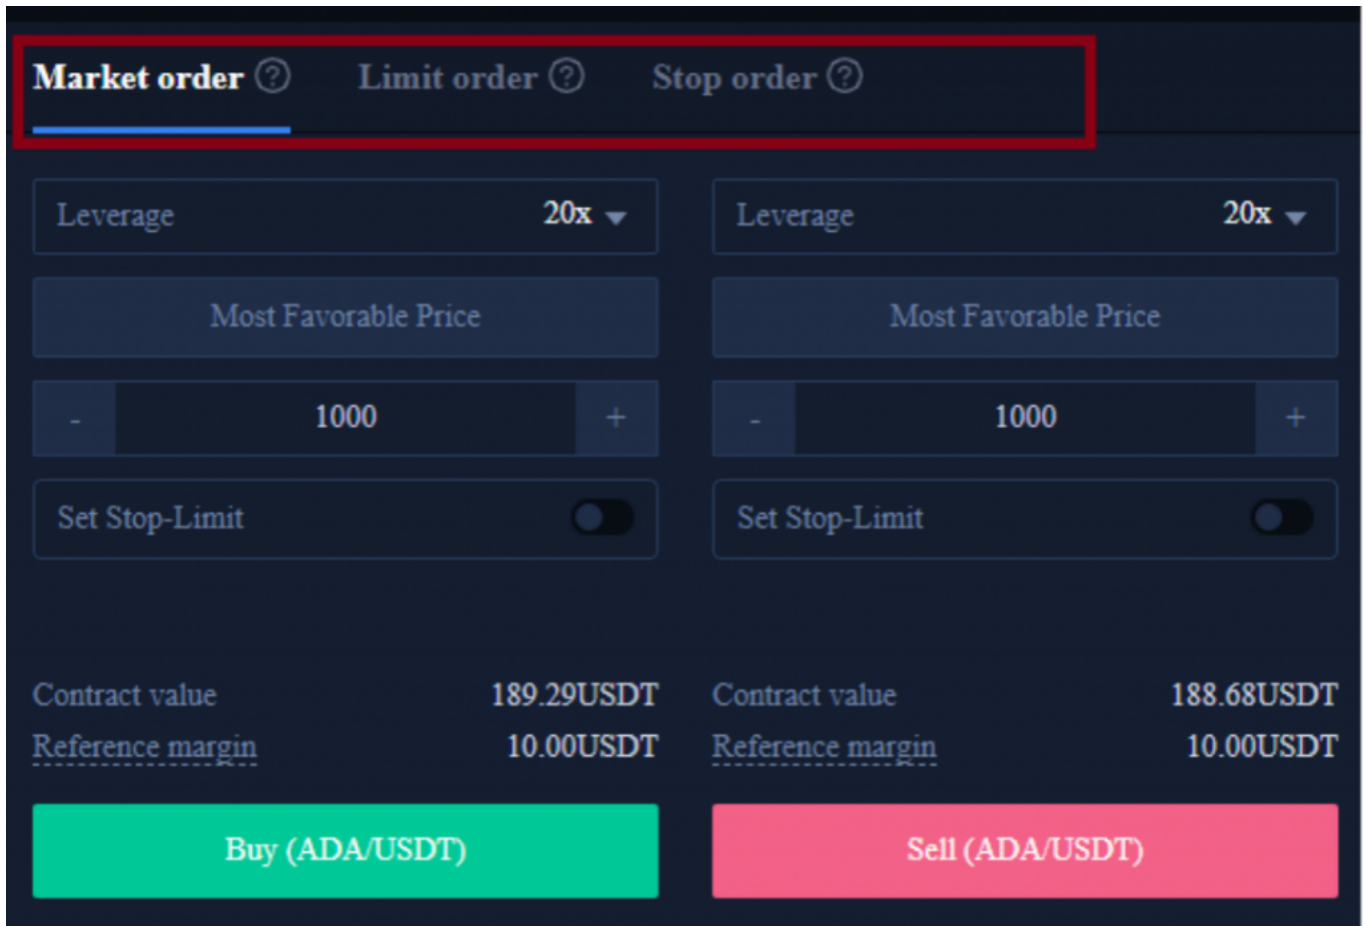 Market order ? Limit order ? Stop order ?
Leverage 20x Leverage 20x
Most Favorable Price Most Favorable Price
- 1000 + - 1000 +
Set Stop-Limit Set Stop-Limit
Contract value 189.29USDT Contract value 188.68USDT
Reference margin 10.00USDT Reference margin 10.00USDT
Buy (ADA/USDT) Sell (ADA/USDT)